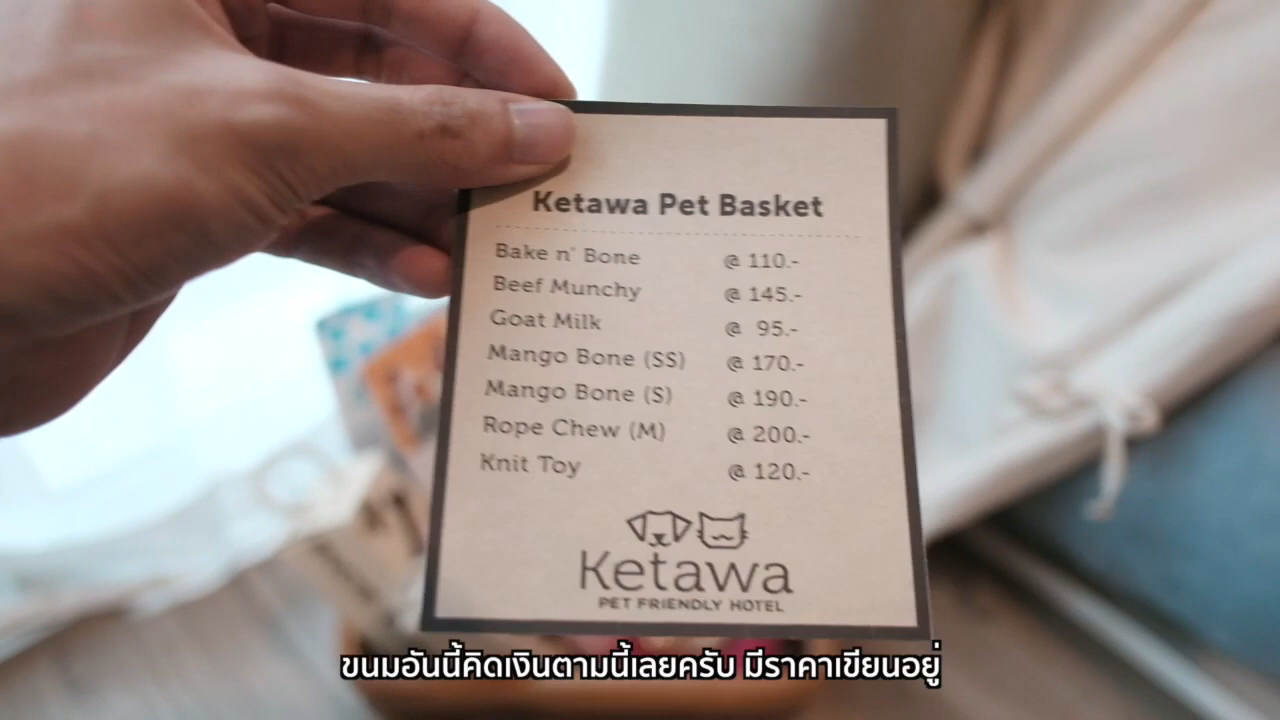 Ketawa Pet Basket
Bake n' Bone @ 110.-
Beef Munchy @ 145.-
Goat Milk @ 95.-
Mango Bone (SS) @ 170.-
Mango Bone (S) @ 190.-
Rope Chew (M) @ 200.-
Knit Toy @ 120.-
Ketawa
PET FRIENDLY HOTEL
ขนมอันนี้คิดเงินตามนี้เลยครับ มีราคาเขียนอยู่